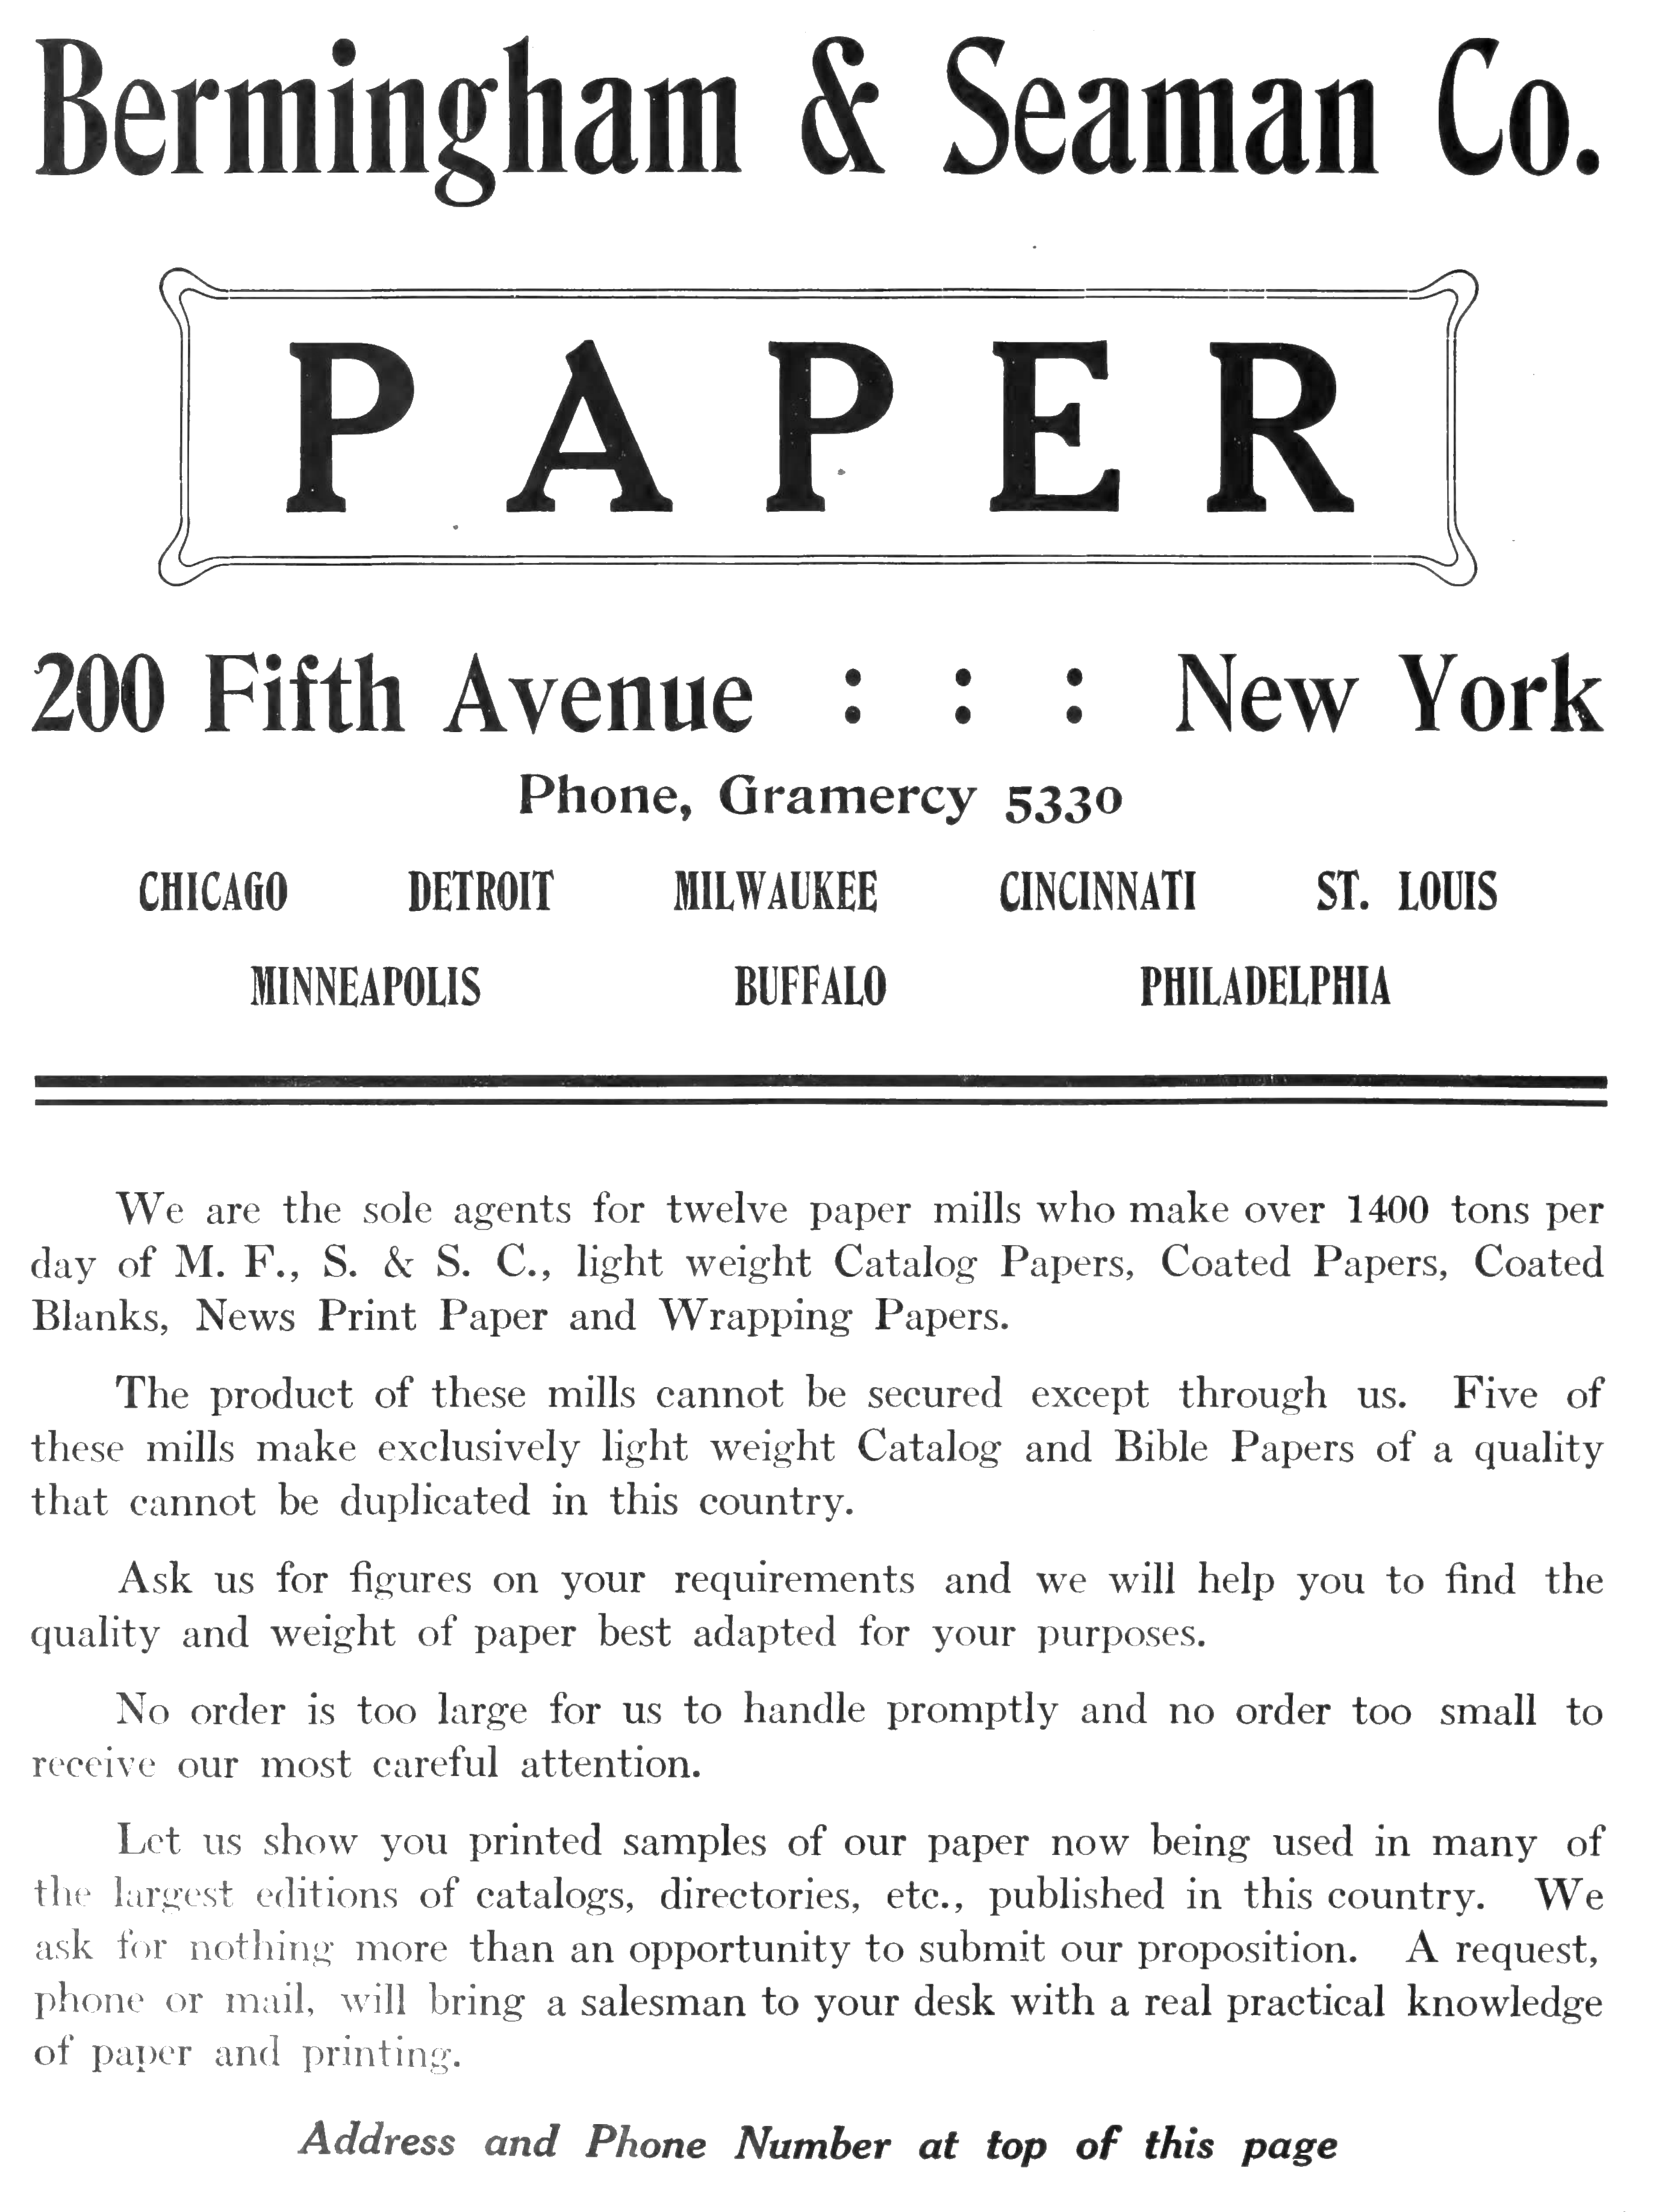 Bermingham & Seaman Co.
PAPER
200 Fifth Avenue : : : New York
Phone, Gramercy 5330
CHICAGO DETROIT MILWAUKEE CINCINNATI ST. LOUIS
MINNEAPOLIS BUFFALO PHILADELPHIA
We are the sole agents for twelve paper mills who make over 1400 tons per
day of M. F., S. & S. C., light weight Catalog Papers, Coated Papers, Coated
Blanks, News Print Paper and Wrapping Papers.
The product of these mills cannot be secured except through us. Five of
these mills make exclusively light weight Catalog and Bible Papers of a quality
that cannot be duplicated in this country.
Ask us for figures on your requirements and we will help you to find the
quality and weight of paper best adapted for your purposes.
No order is too large for us to handle promptly and no order too small to
receive our most careful attention.
Let us show you printed samples of our paper now being used in many of
the largest editions of catalogs, directories, etc., published in this country. We
ask for nothing more than an opportunity to submit our proposition. A request,
phone or mail, will bring a salesman to your desk with a real practical knowledge
of paper and printing.
Address and Phone Number at top of this page